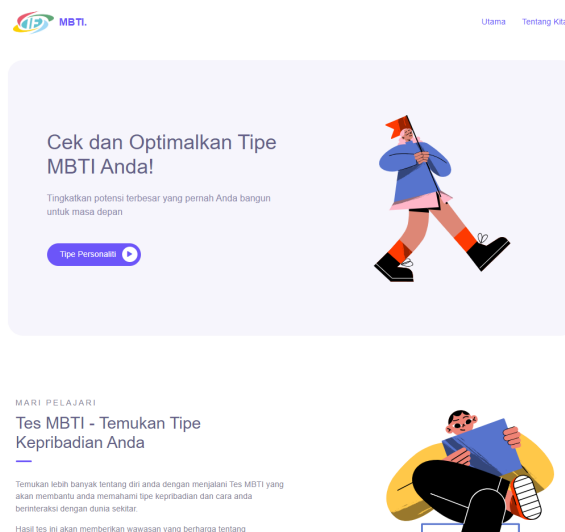 MBTI.
Utama Tentang Kita
Cek dan Optimalkan Tipe
MBTI Anda!
Tingkatkan potensi terbesar yang pernah Anda bangun
untuk masa depan
Tipe Personaliti
MARI PELAJARI
Tes MBTI - Temukan Tipe
Kepribadian Anda
Temukan lebih banyak tentang diri anda dengan menjalani Tes MBTI yang
akan membantu anda memahami tipe kepribadian dan cara anda
berinteraksi dengan dunia sekitar.
Hasil tes ini akan memberikan wawasan yang berharga tentang